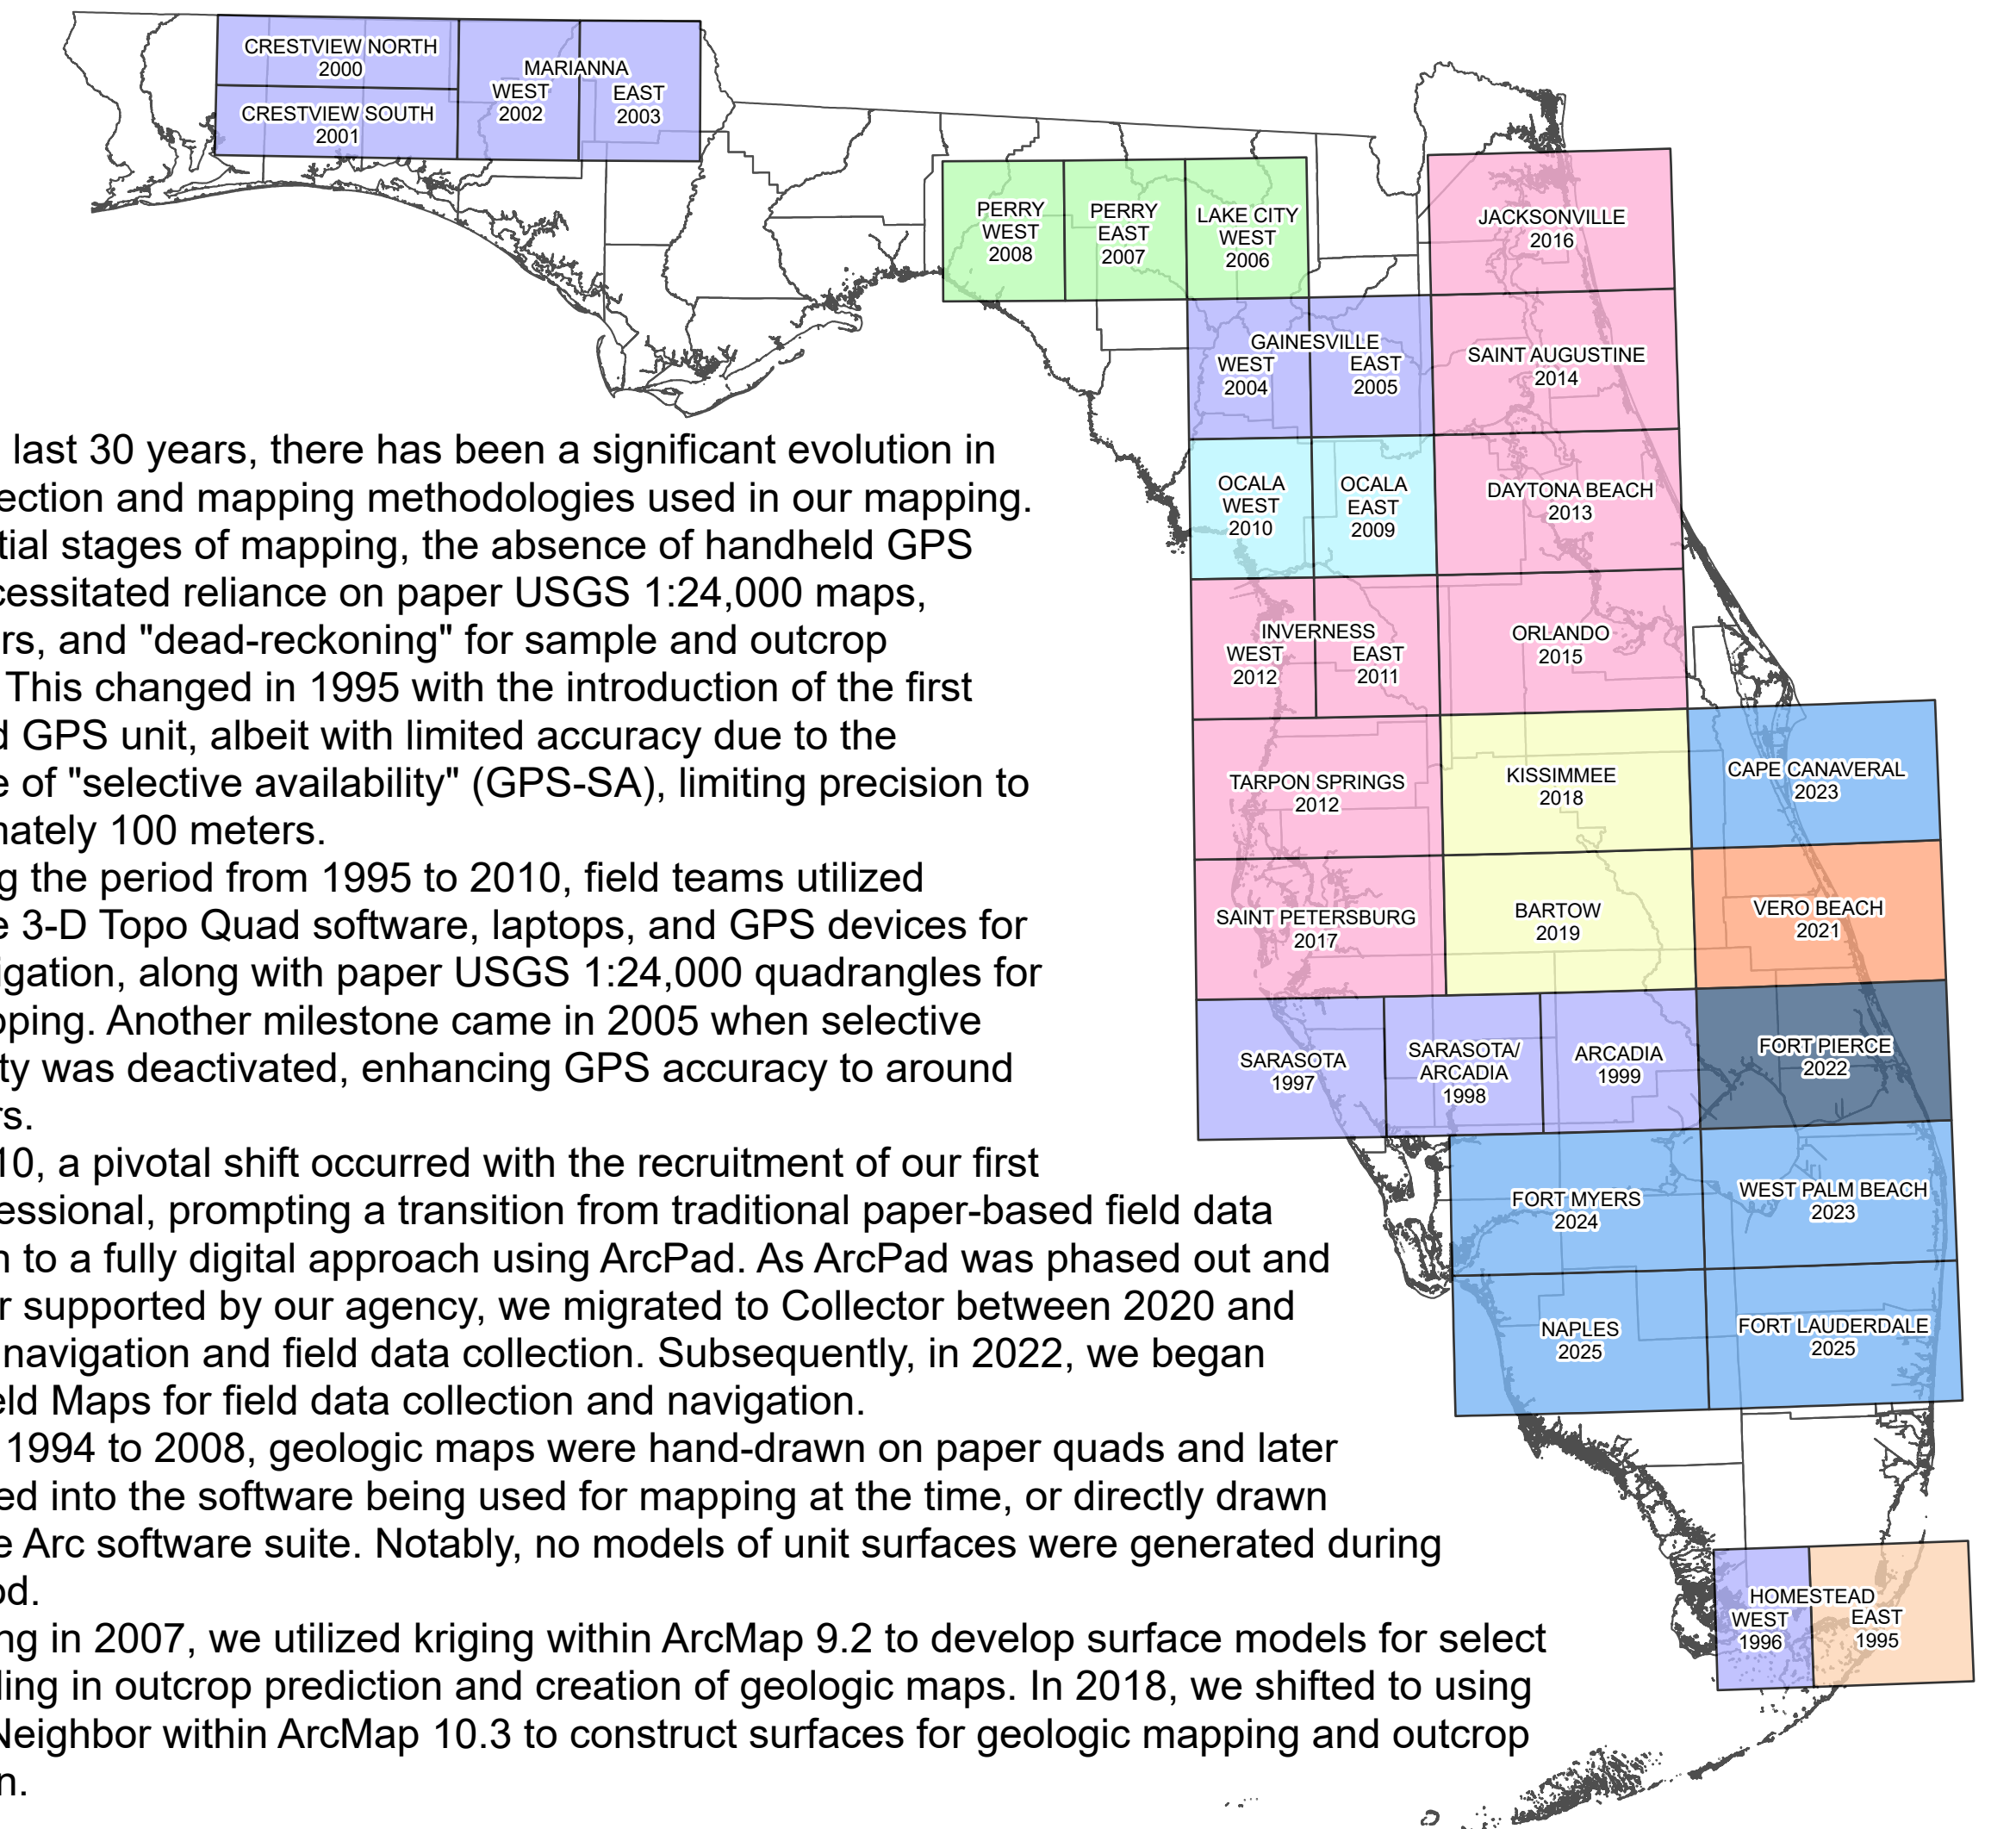 CRESTVIEW NORTH
2000
CRESTVIEW SOUTH
2001
MARIANNA
WEST
2002
EAST
2003
PERRY
WEST
2008
PERRY
EAST
2007
LAKE CITY
WEST
2006
JACKSONVILLE
2016
GAINESVILLE
WEST
2004
EAST
2005
SAINT AUGUSTINE
2014
OCALA
WEST
2010
OCALA
EAST
2009
DAYTONA BEACH
2013
INVERNESS
WEST
2012
EAST
2011
ORLANDO
2015
TARPON SPRINGS
2012
KISSIMMEE
2018
CAPE CANAVERAL
2023
SAINT PETERSBURG
2017
BARTOW
2019
VERO BEACH
2021
SARASOTA
1997
SARASOTA/
ARCADIA
1998
ARCADIA
1999
FORT PIERCE
2022
FORT MYERS
2024
WEST PALM BEACH
2023
NAPLES
2025
FORT LAUDERDALE
2025
HOMESTEAD
WEST
1996
EAST
1995
last 30 years, there has been a significant evolution in
ection and mapping methodologies used in our mapping.
tial stages of mapping, the absence of handheld GPS
cessitated reliance on paper USGS 1:24,000 maps,
rs, and "dead-reckoning" for sample and outcrop
This changed in 1995 with the introduction of the first
d GPS unit, albeit with limited accuracy due to the
e of "selective availability" (GPS-SA), limiting precision to
nately 100 meters.
g the period from 1995 to 2010, field teams utilized
e 3-D Topo Quad software, laptops, and GPS devices for
igation, along with paper USGS 1:24,000 quadrangles for
pping. Another milestone came in 2005 when selective
ty was deactivated, enhancing GPS accuracy to around
rs.
10, a pivotal shift occurred with the recruitment of our first
essional, prompting a transition from traditional paper-based field data
n to a fully digital approach using ArcPad. As ArcPad was phased out and
r supported by our agency, we migrated to Collector between 2020 and
navigation and field data collection. Subsequently, in 2022, we began
eld Maps for field data collection and navigation.
1994 to 2008, geologic maps were hand-drawn on paper quads and later
ed into the software being used for mapping at the time, or directly drawn
e Arc software suite. Notably, no models of unit surfaces were generated during
od.
ng in 2007, we utilized kriging within ArcMap 9.2 to develop surface models for select
ling in outcrop prediction and creation of geologic maps. In 2018, we shifted to using
Neighbor within ArcMap 10.3 to construct surfaces for geologic mapping and outcrop
n.